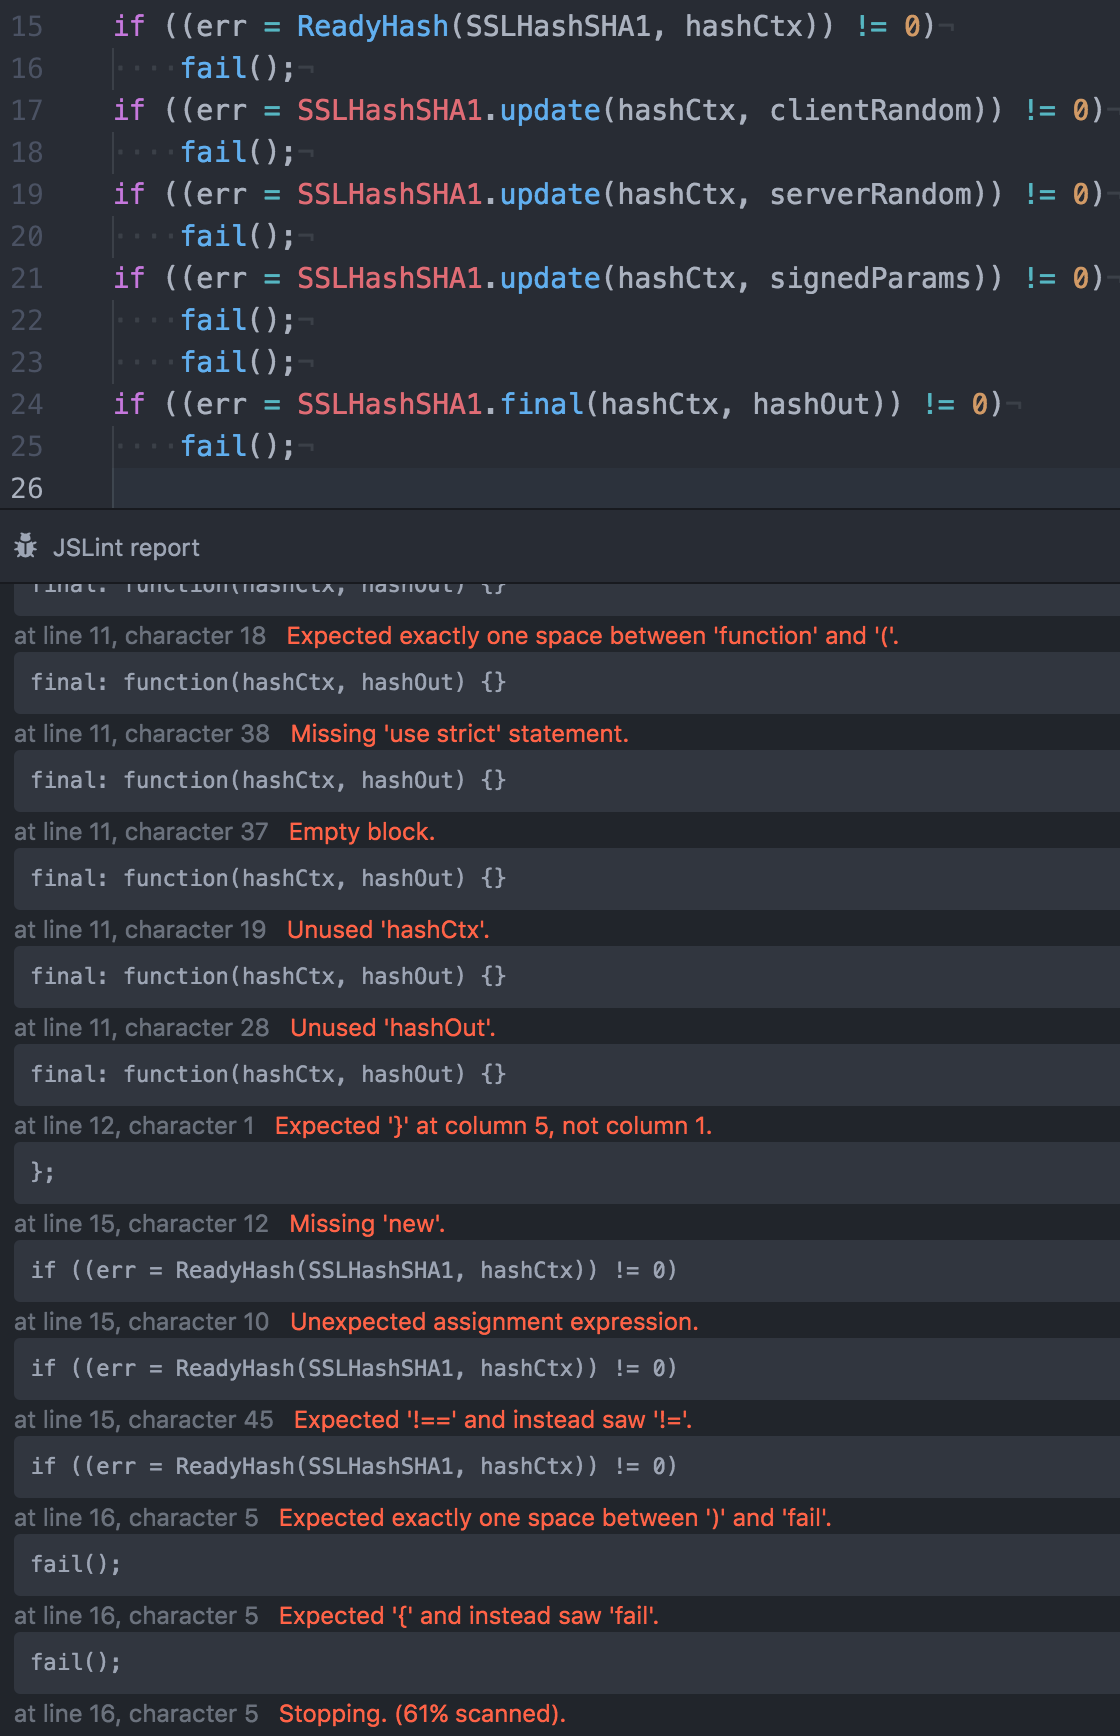 15 if ((err = ReadyHash(SSLHashSHA1, hashCtx)) != 0)¬
16 ····fail();¬
17 if ((err = SSLHashSHA1.update(hashCtx, clientRandom)) != 0)¬
18 ····fail();¬
19 if ((err = SSLHashSHA1.update(hashCtx, serverRandom)) != 0)¬
20 ····fail();¬
21 if ((err = SSLHashSHA1.update(hashCtx, signedParams)) != 0)¬
22 ····fail();¬
23 ····fail();¬
24 if ((err = SSLHashSHA1.final(hashCtx, hashOut)) != 0)¬
25 ····fail();¬
26
JSLint report
final: function(hashCtx, hashOut) {}
at line 11, character 18 Expected exactly one space between 'function' and '('.
final: function(hashCtx, hashOut) {}
at line 11, character 38 Missing 'use strict' statement.
final: function(hashCtx, hashOut) {}
at line 11, character 37 Empty block.
final: function(hashCtx, hashOut) {}
at line 11, character 19 Unused 'hashCtx'.
final: function(hashCtx, hashOut) {}
at line 11, character 28 Unused 'hashOut'.
final: function(hashCtx, hashOut) {}
at line 12, character 1 Expected '}' at column 5, not column 1.
};
at line 15, character 12 Missing 'new'.
if ((err = ReadyHash(SSLHashSHA1, hashCtx)) != 0)
at line 15, character 10 Unexpected assignment expression.
if ((err = ReadyHash(SSLHashSHA1, hashCtx)) != 0)
at line 15, character 45 Expected '!==' and instead saw '!='.
if ((err = ReadyHash(SSLHashSHA1, hashCtx)) != 0)
at line 16, character 5 Expected exactly one space between ')' and 'fail'.
fail();
at line 16, character 5 Expected '{' and instead saw 'fail'.
fail();
at line 16, character 5 Stopping. (61% scanned).